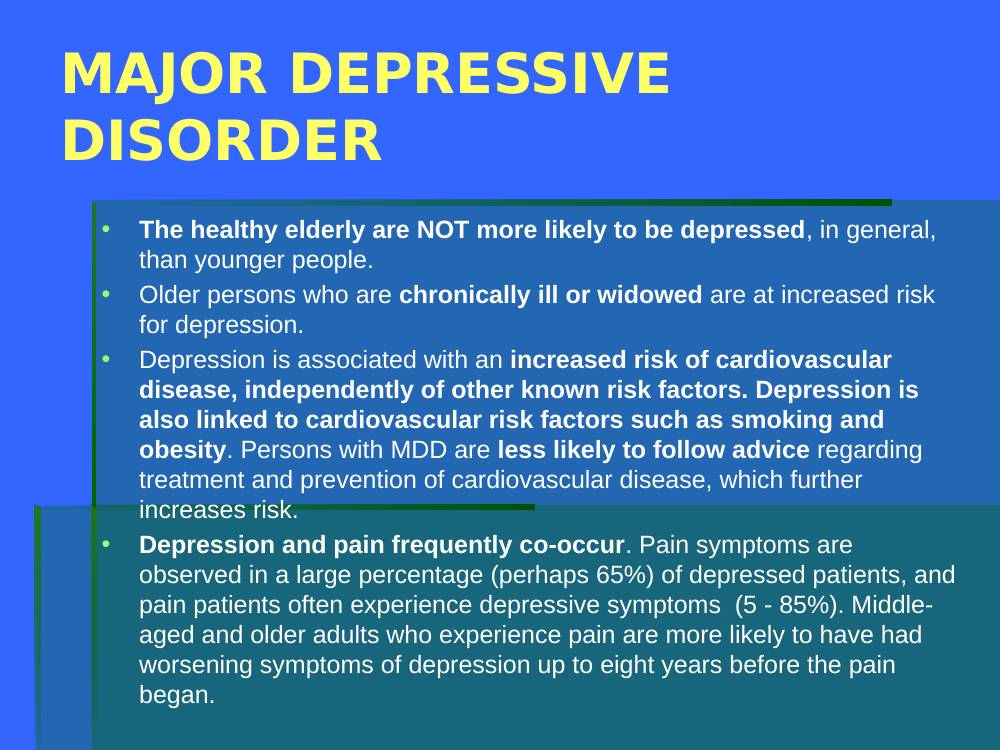 MAJOR DEPRESSIVE
DISORDER
• The healthy elderly are NOT more likely to be depressed, in general,
than younger people.
• Older persons who are chronically ill or widowed are at increased risk
for depression.
• Depression is associated with an increased risk of cardiovascular
disease, independently of other known risk factors. Depression is
also linked to cardiovascular risk factors such as smoking and
obesity. Persons with MDD are less likely to follow advice regarding
treatment and prevention of cardiovascular disease, which further
increases risk.
• Depression and pain frequently co-occur. Pain symptoms are
observed in a large percentage (perhaps 65%) of depressed patients, and
pain patients often experience depressive symptoms  (5 - 85%). Middle-
aged and older adults who experience pain are more likely to have had
worsening symptoms of depression up to eight years before the pain
began.